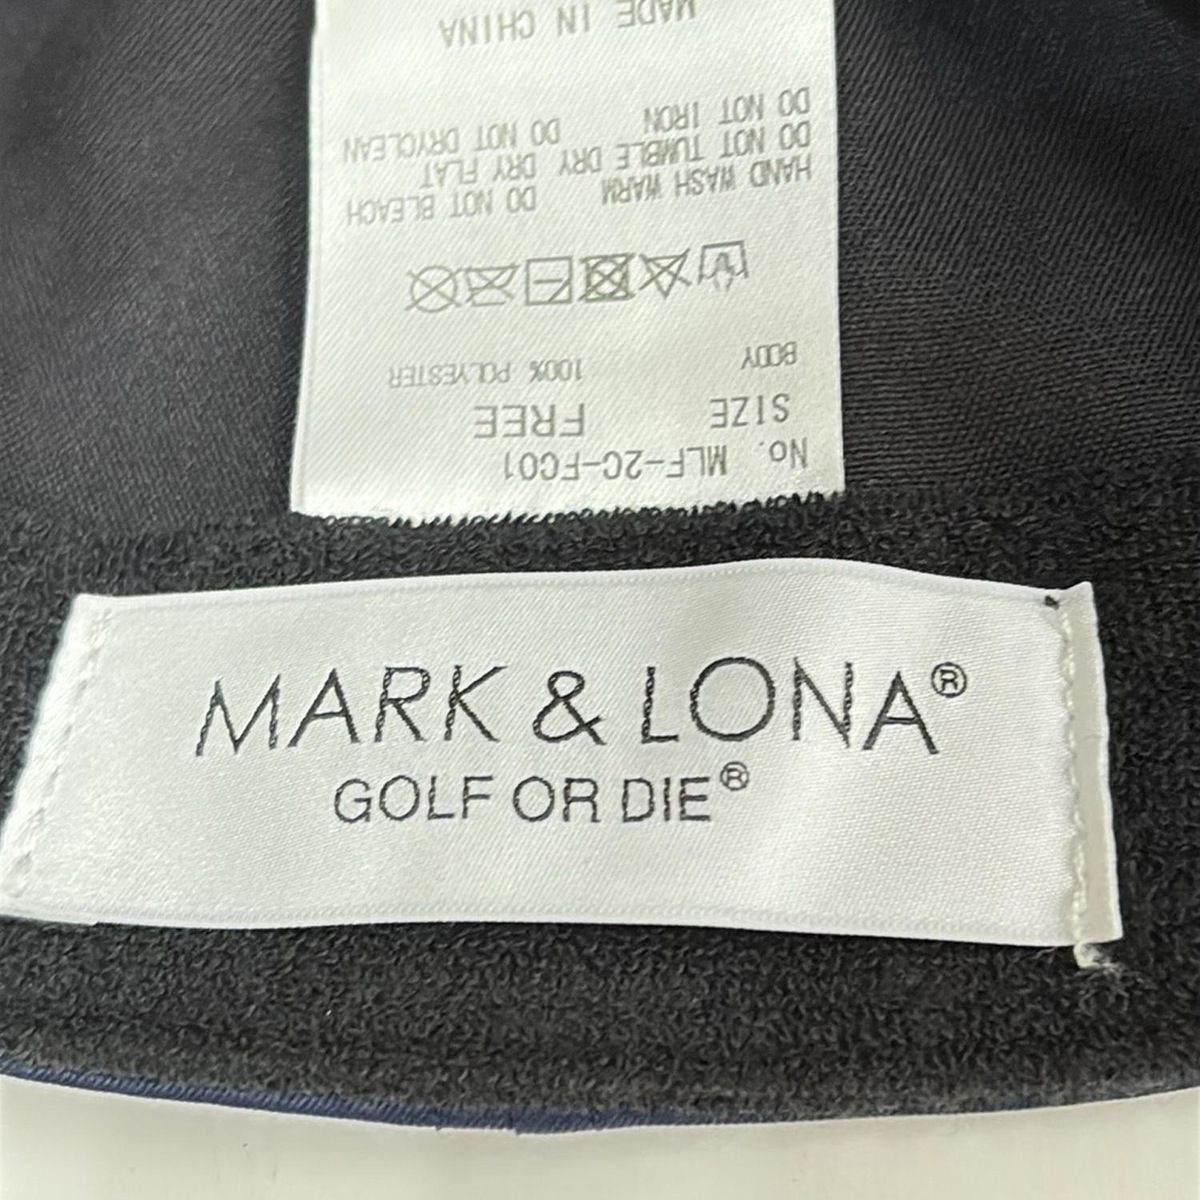 No. MLF-2C-FC01
SIZE FREE
BODY 100% POLYESTER
HAND WASH WARM DO NOT BLEACH
DO NOT TUMBLE DRY DRY FLAT
DO NOT IRON DO NOT DRYCLEAN
MADE IN CHINA
MARK & LONA®
GOLF OR DIE®